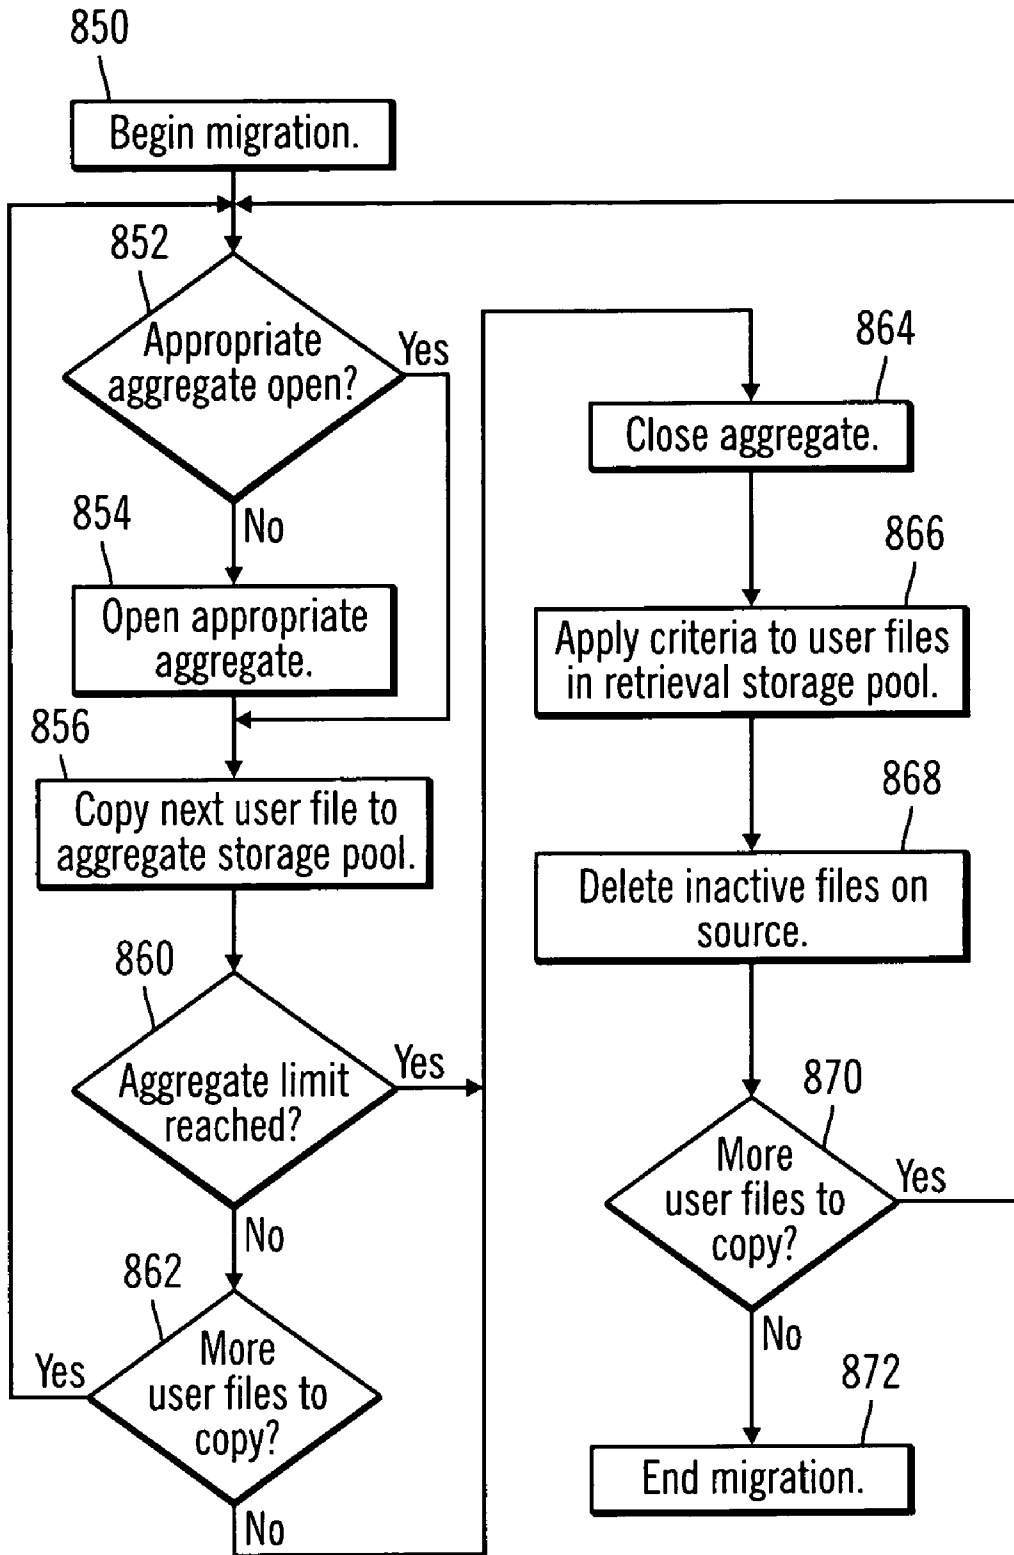 850
Begin migration.
852
Appropriate
aggregate open?
Yes
No
854
Open appropriate
aggregate.
856
Copy next user file to
aggregate storage pool.
860
Aggregate limit
reached?
Yes
No
862
More
user files to
copy?
Yes
No
864
Close aggregate.
866
Apply criteria to user files
in retrieval storage pool.
868
Delete inactive files on
source.
870
More
user files to
copy?
Yes
No
872
End migration.